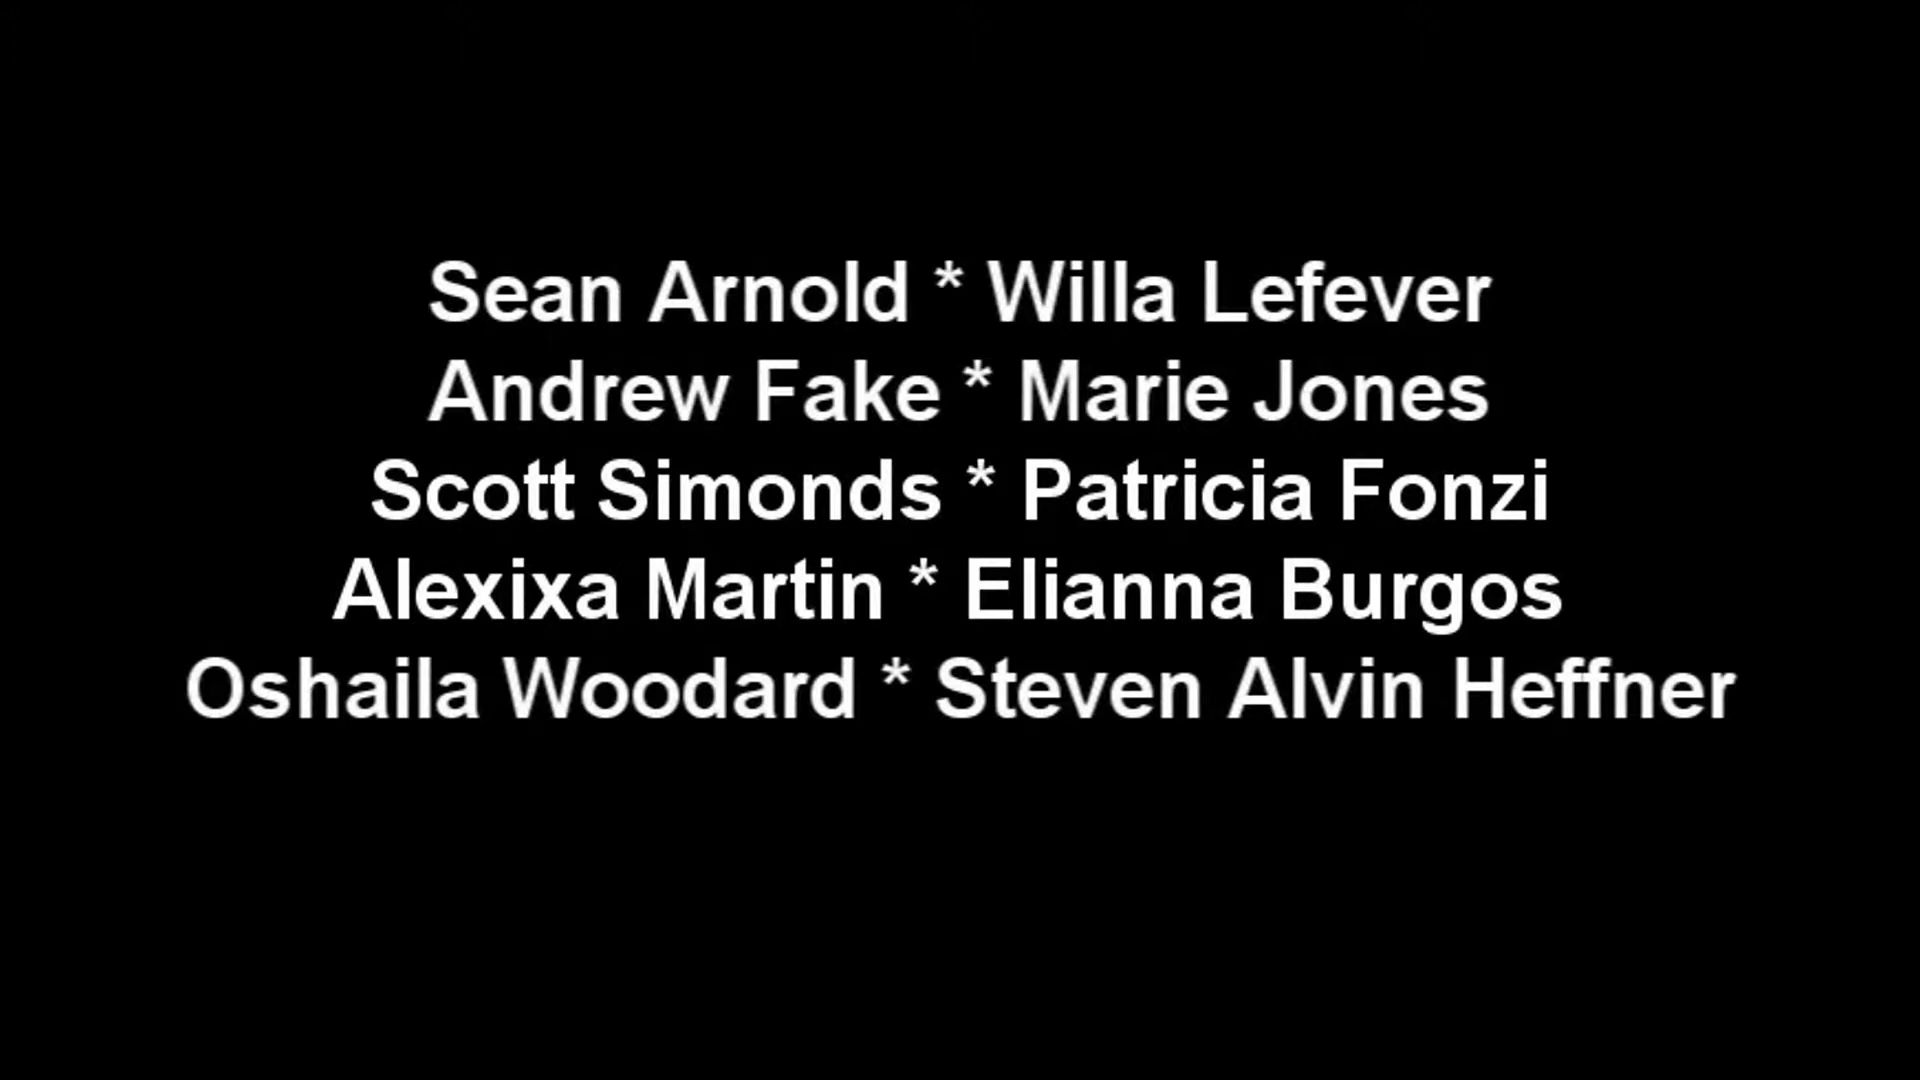 Sean Arnold * Willa Lefever
Andrew Fake * Marie Jones
Scott Simonds * Patricia Fonzi
Alexixa Martin * Elianna Burgos
Oshaila Woodard * Steven Alvin Heffner